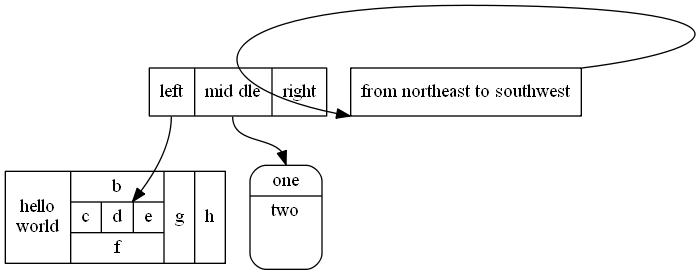 left mid dle right
from northeast to southwest
hello
world
b
c d e
f
g
h
one
two